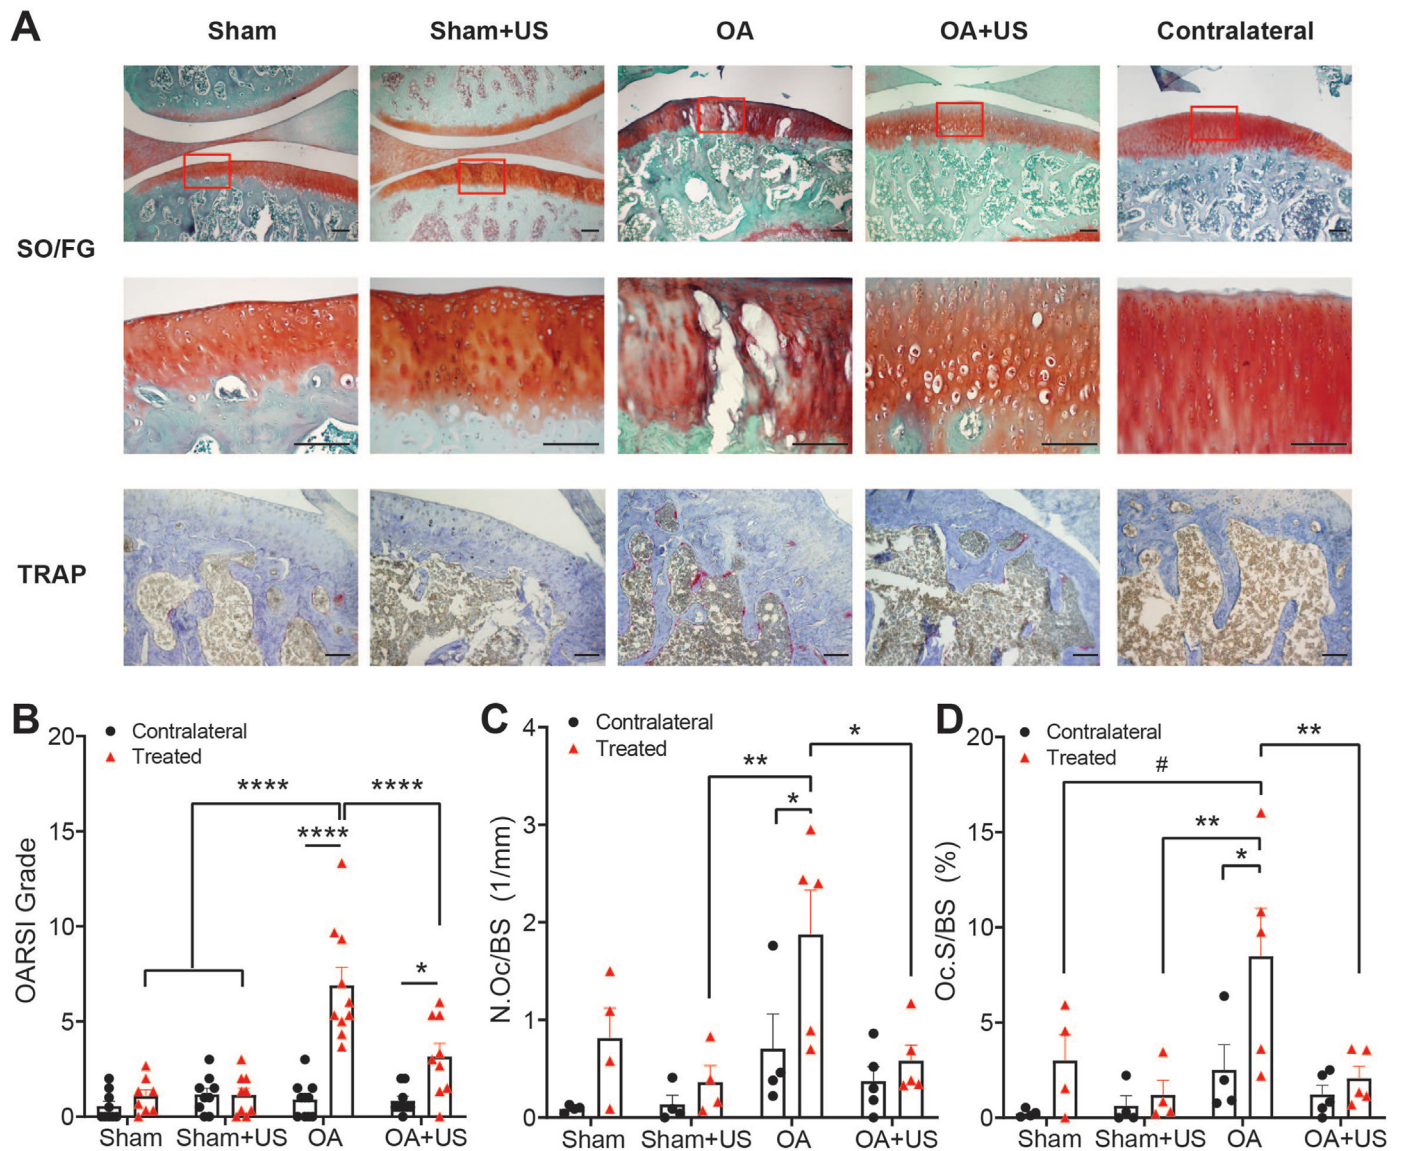 A
Sham
Sham+US
OA
OA+US
Contralateral
SO/FG
TRAP
B
Contralateral
Treated
OARSI Grade
20
15
10
5
0
****
****
****
*
Sham
Sham+US
OA
OA+US
C
Contralateral
Treated
N.Oc/BS (1/mm)
4
3
2
1
0
**
*
*
Sham
Sham+US
OA
OA+US
D
Contralateral
Treated
Oc.S/BS (%)
20
15
10
5
0
#
**
**
*
Sham
Sham+US
OA
OA+US